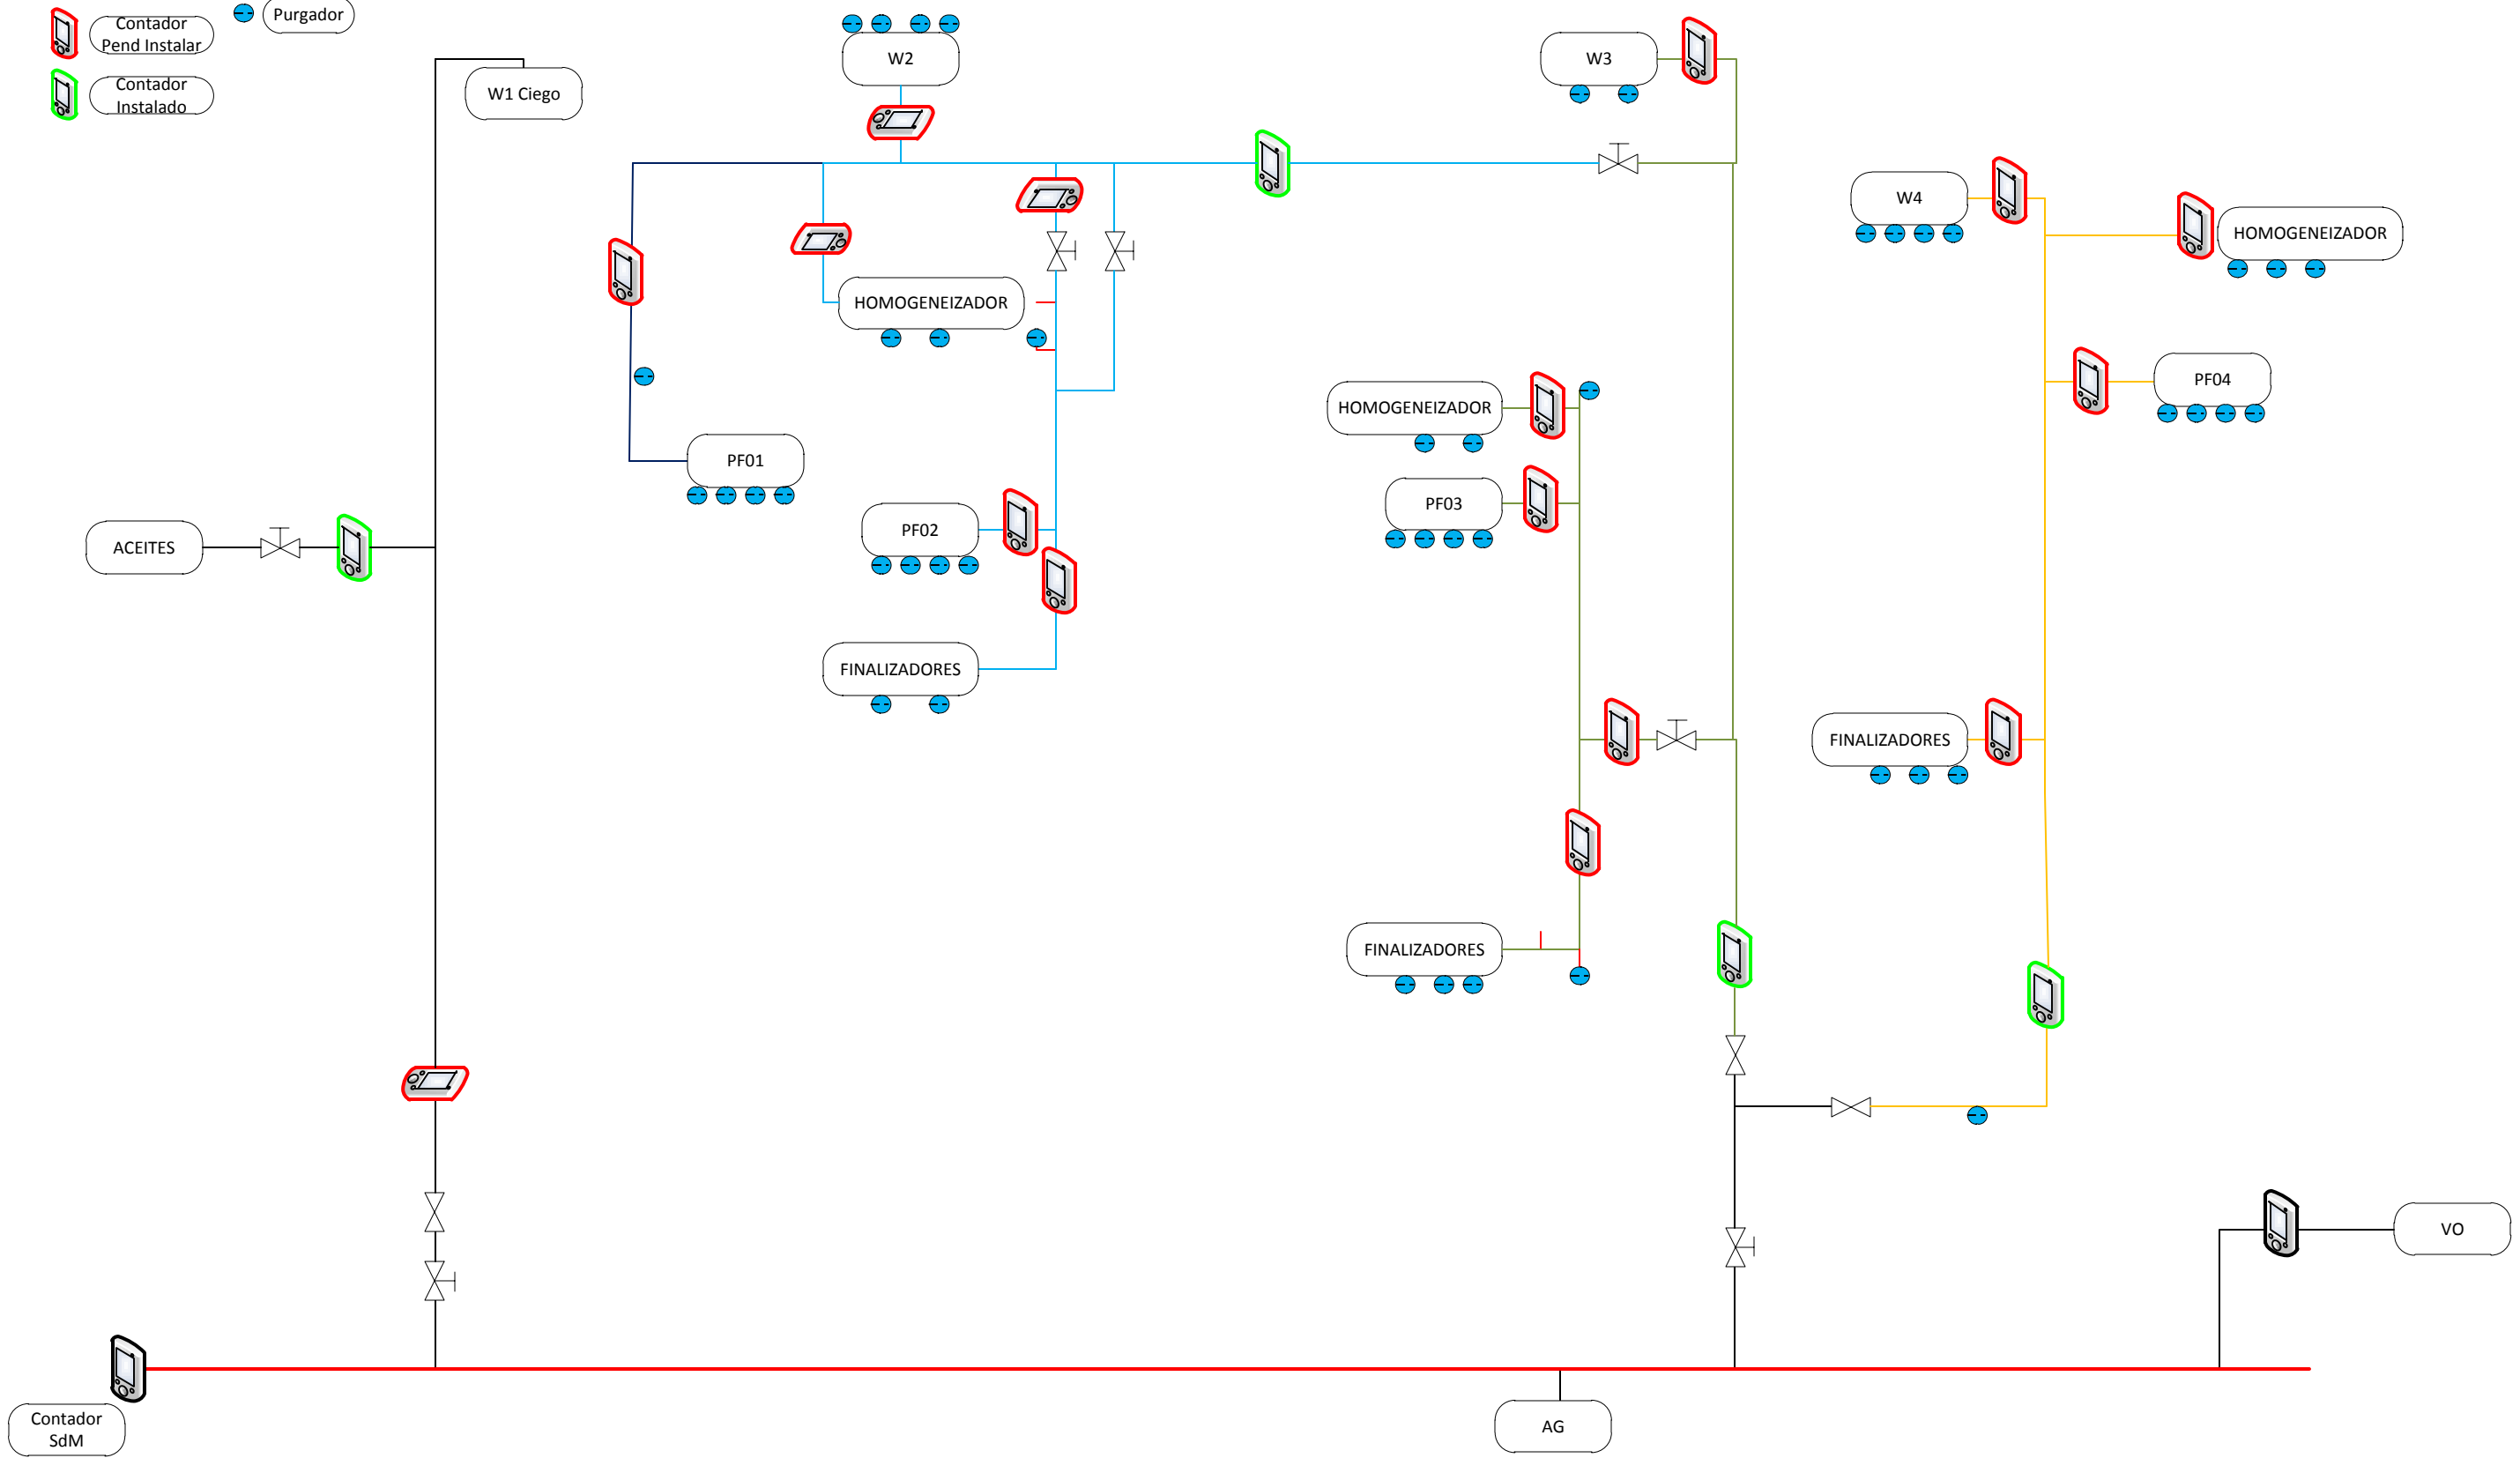 Purgador
Contador
Pend Instalar
Contador
Instalado
W1 Ciego
W2
W3
W4
HOMOGENEIZADOR
HOMOGENEIZADOR
PF04
HOMOGENEIZADOR
PF01
PF03
PF02
ACEITES
FINALIZADORES
FINALIZADORES
FINALIZADORES
VO
Contador
SdM
AG